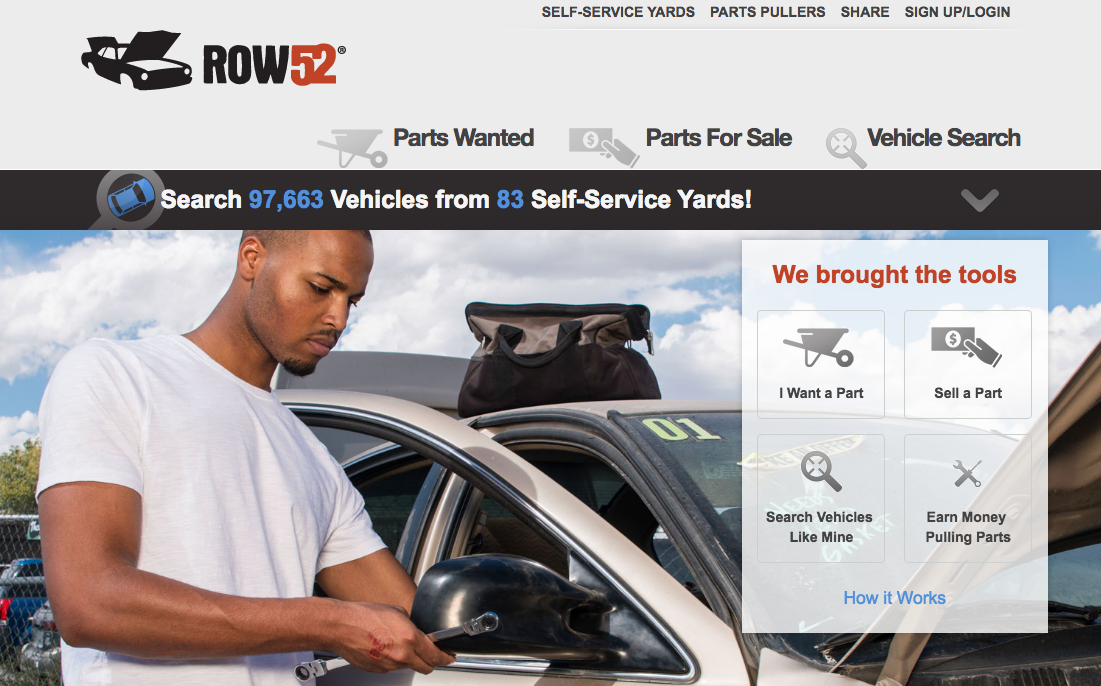 SELF-SERVICE YARDS PARTS PULLERS SHARE SIGN UP/LOGIN
ROW52®
Parts Wanted Parts For Sale Vehicle Search
Search 97,663 Vehicles from 83 Self-Service Yards!
We brought the tools
$
I Want a Part Sell a Part
01
Search Vehicles
Like Mine
Earn Money
Pulling Parts
How it Works